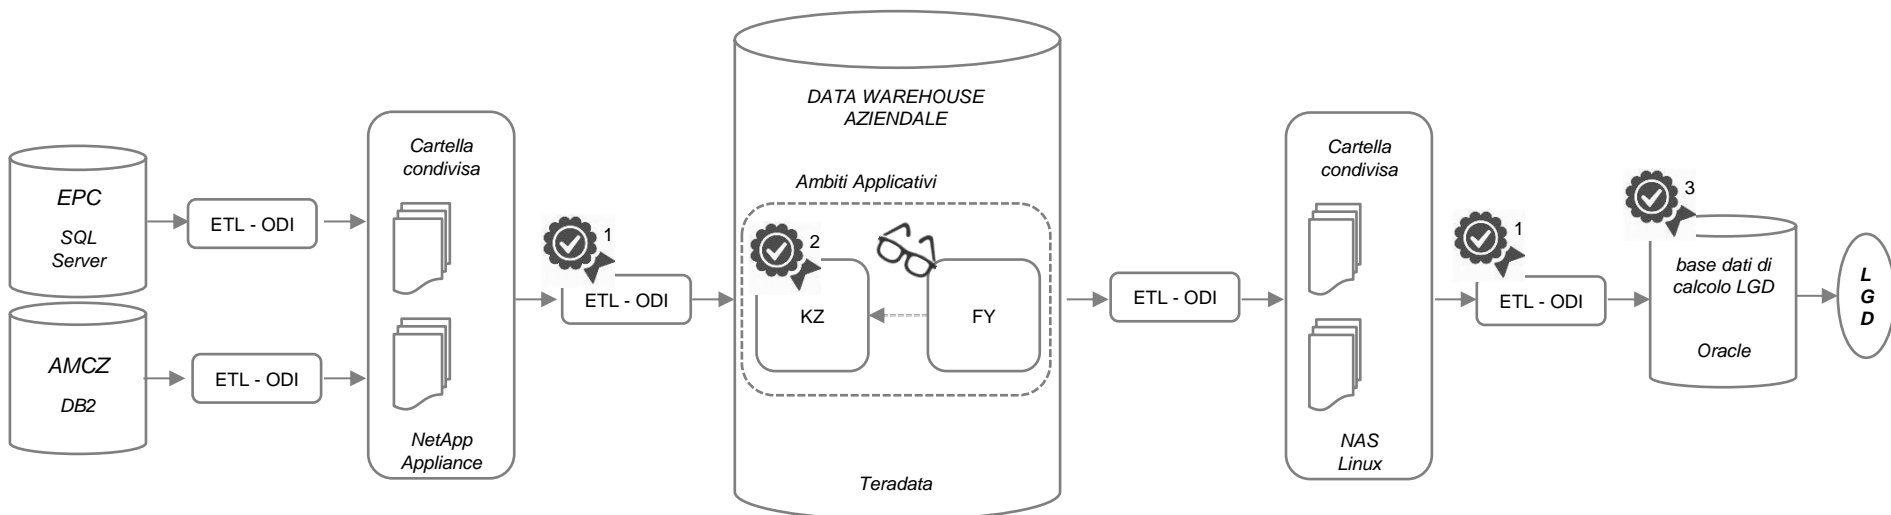 EPC
SQL
Server
AMCZ
DB2
ETL - ODI
ETL - ODI
Cartella
condivisa
NetApp
Appliance
1
ETL - ODI
DATA WAREHOUSE
AZIENDALE
Ambiti Applicativi
2
KZ
FY
Teradata
ETL - ODI
Cartella
condivisa
NAS
Linux
1
ETL - ODI
3
base dati di
calcolo LGD
Oracle
L
G
D